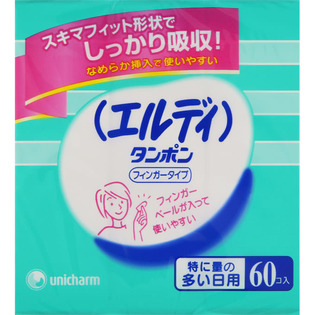 スキマフィット形状で
しっかり吸収!
なめらか挿入で使いやすい
(エルディ)
タンポン
フィンガータイプ
フィンガー
ペールが入って
使いやすい
unicharm
特に量の
多い日用
60コ入